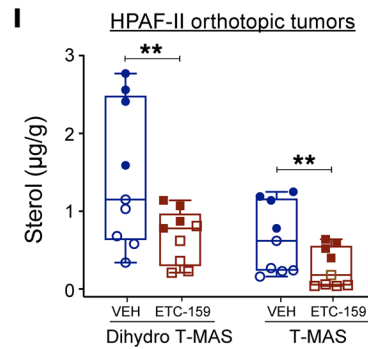 I
HPAF-II orthotopic tumors
Sterol (µg/g)
3
2
1
0
**
**
VEH ETC-159 VEH ETC-159
Dihydro T-MAS T-MAS